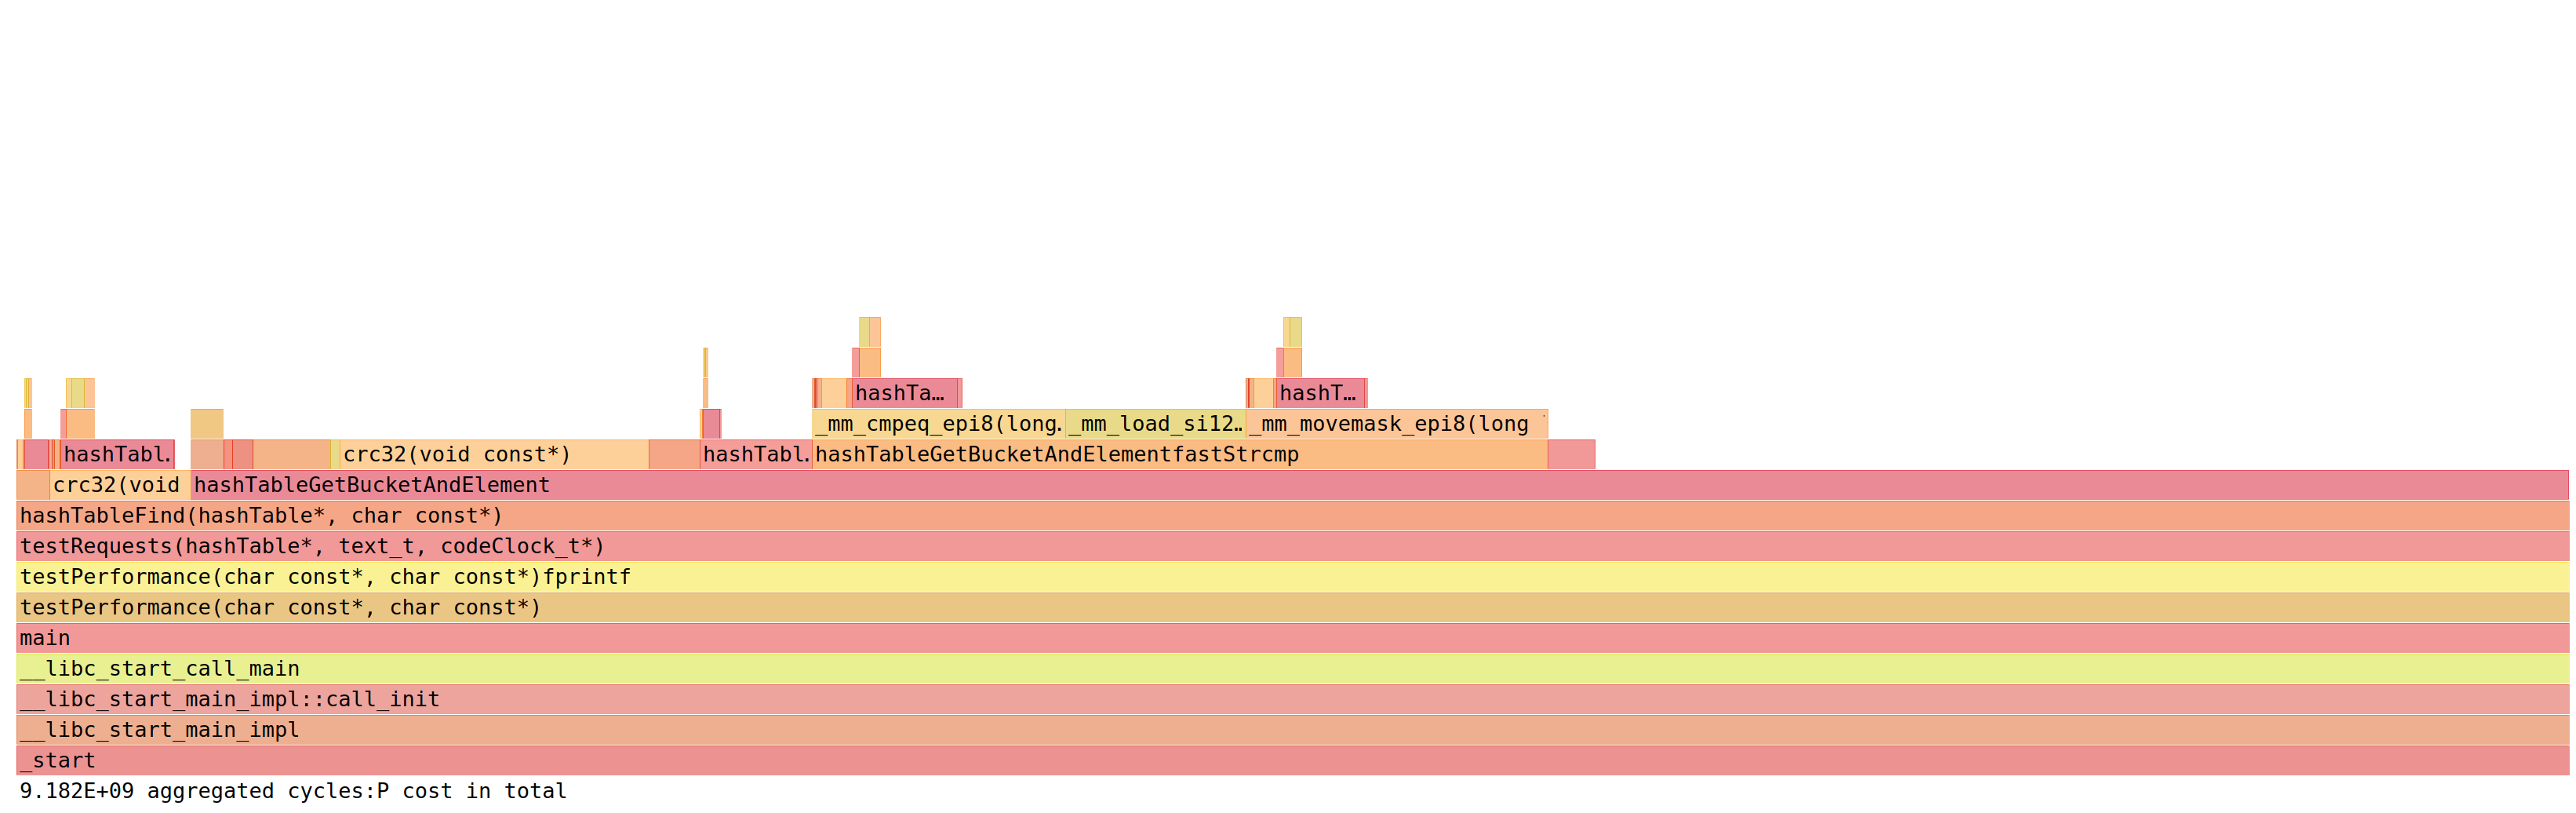 hashTa…
hashT…
_mm_cmpeq_epi8(long…
_mm_load_si12…
_mm_movemask_epi8(long
hashTabl…
crc32(void const*)
hashTabl…
hashTableGetBucketAndElementfastStrcmp
crc32(void
hashTableGetBucketAndElement
hashTableFind(hashTable*, char const*)
testRequests(hashTable*, text_t, codeClock_t*)
testPerformance(char const*, char const*)fprintf
testPerformance(char const*, char const*)
main
__libc_start_call_main
__libc_start_main_impl::call_init
__libc_start_main_impl
_start
9.182E+09 aggregated cycles:P cost in total